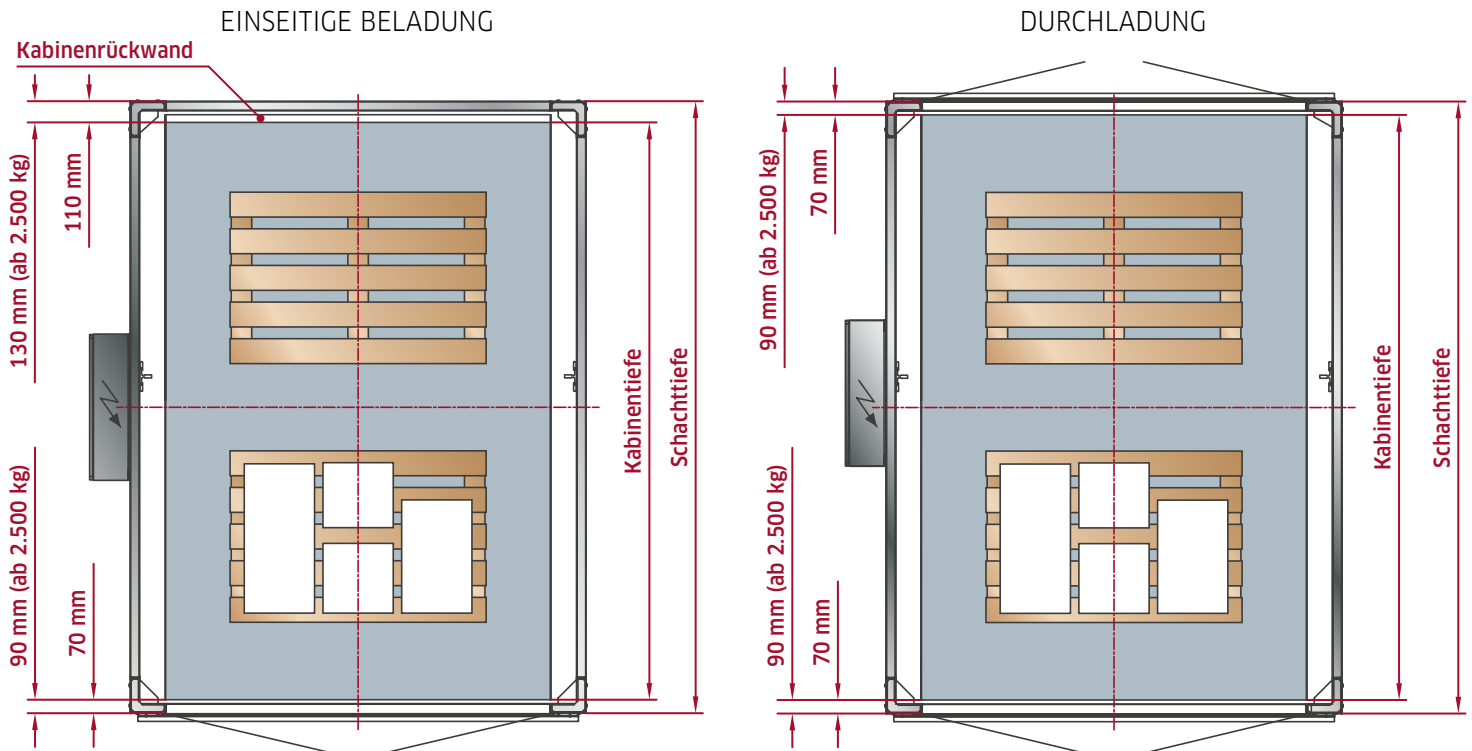 EINSEITIGE BELADUNG
Kabinenrückwand
130 mm (ab 2.500 kg)
110 mm
90 mm (ab 2.500 kg)
70 mm
Kabinentiefe
Schachttiefe
DURCHLADUNG
90 mm (ab 2.500 kg)
70 mm
90 mm (ab 2.500 kg)
70 mm
Kabinentiefe
Schachttiefe